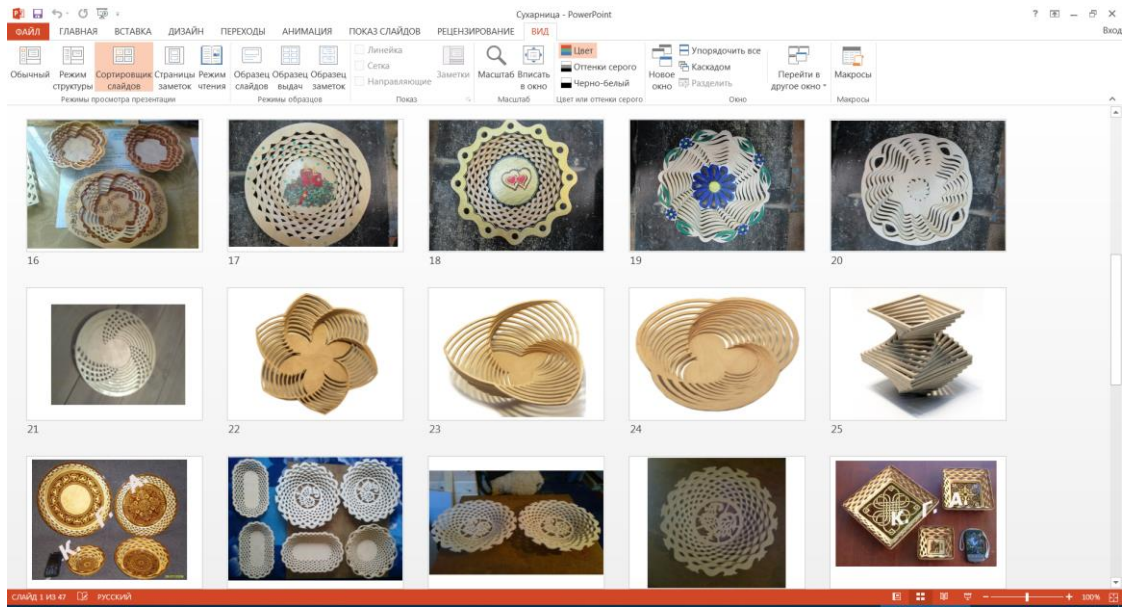 Сухарница - PowerPoint
ФАЙЛ ГЛАВНАЯ ВСТАВКА ДИЗАЙН ПЕРЕХОДЫ АНИМАЦИЯ ПОКАЗ СЛАЙДОВ РЕЦЕНЗИРОВАНИЕ ВИД Вход
Обычный
Режим структуры
Сортировщик слайдов
Страницы заметок
Режим чтения
Режимы просмотра презентации
Образец слайдов
Образец выдач
Образец заметок
Режимы образцов
Линейка
Сетка
Направляющие
Заметки
Показ
Масштаб
Вписать в окно
Масштаб
Цвет
Оттенки серого
Черно-белый
Цвет или оттенки серого
Новое окно
Упорядочить все
Каскадом
Разделить
Перейти в другое окно
Окно
Макросы
Макросы
16 17 18 19 20
21 22 23 24 25
К. Г. А.
К. Г. А.
СЛАЙД 1 ИЗ 47 РУССКИЙ 100%